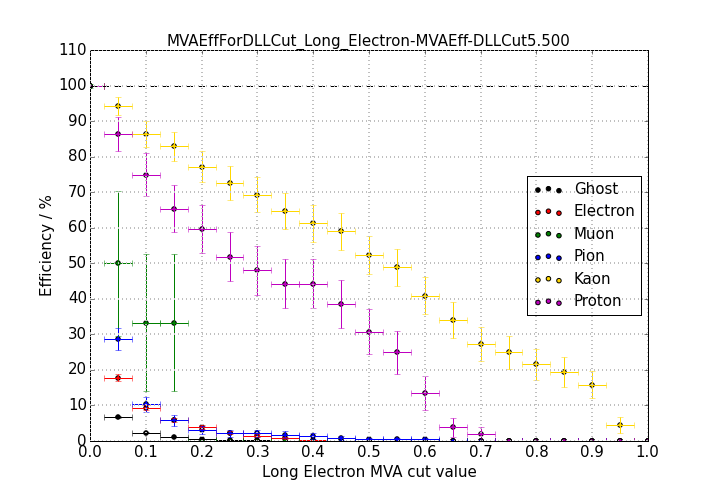 MVAEffForDLLCut_Long_Electron-MVAEff-DLLCut5.500
110
100
90
80
70
60
50
40
30
20
10
0
Efficiency / %
Ghost
Electron
Muon
Pion
Kaon
Proton
0.0 0.1 0.2 0.3 0.4 0.5 0.6 0.7 0.8 0.9 1.0
Long Electron MVA cut value